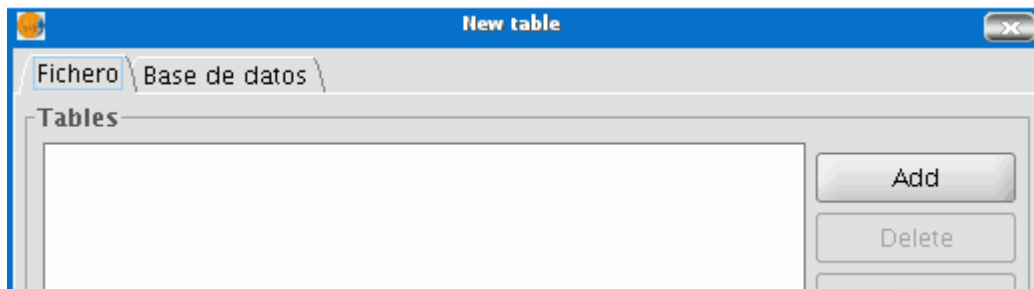 New table
Fichero Base de datos
Tables
Add
Delete